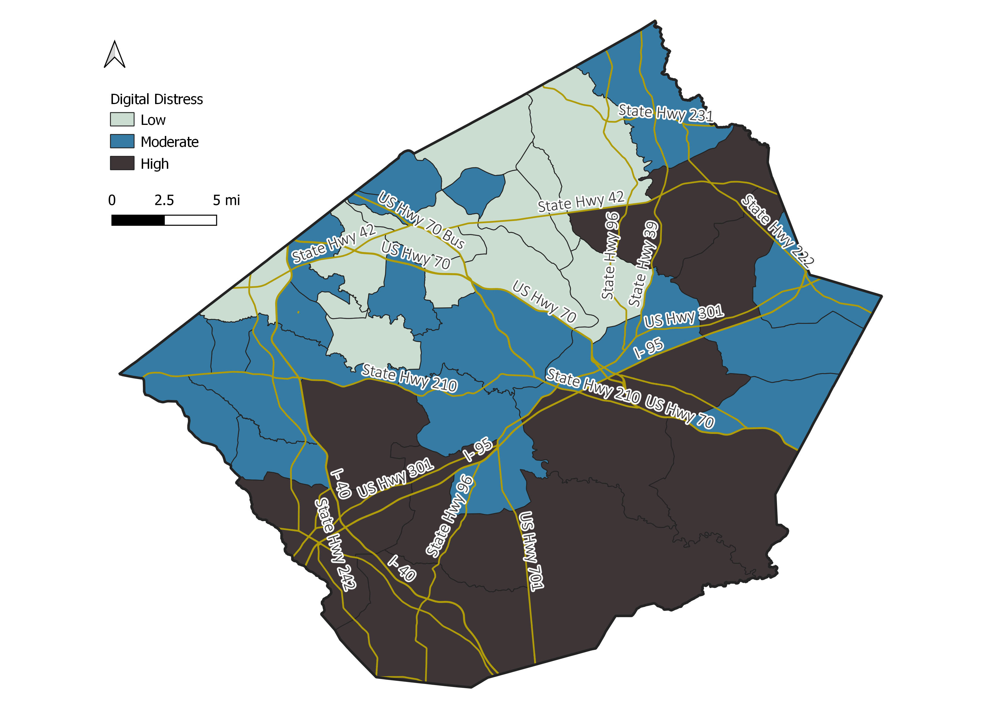 Digital Distress
Low
Moderate
High
0 2.5 5 mi
State Hwy 231
State Hwy 42
US Hwy 70 Bus
State Hwy 222
State Hwy 96
State Hwy 39
State Hwy 42
US Hwy 70
US Hwy 70
US Hwy 301
I- 95
State Hwy 210
State Hwy 210
US Hwy 70
I- 95
US Hwy 301
I- 40
State Hwy 96
State Hwy 242
US Hwy 701
I- 40